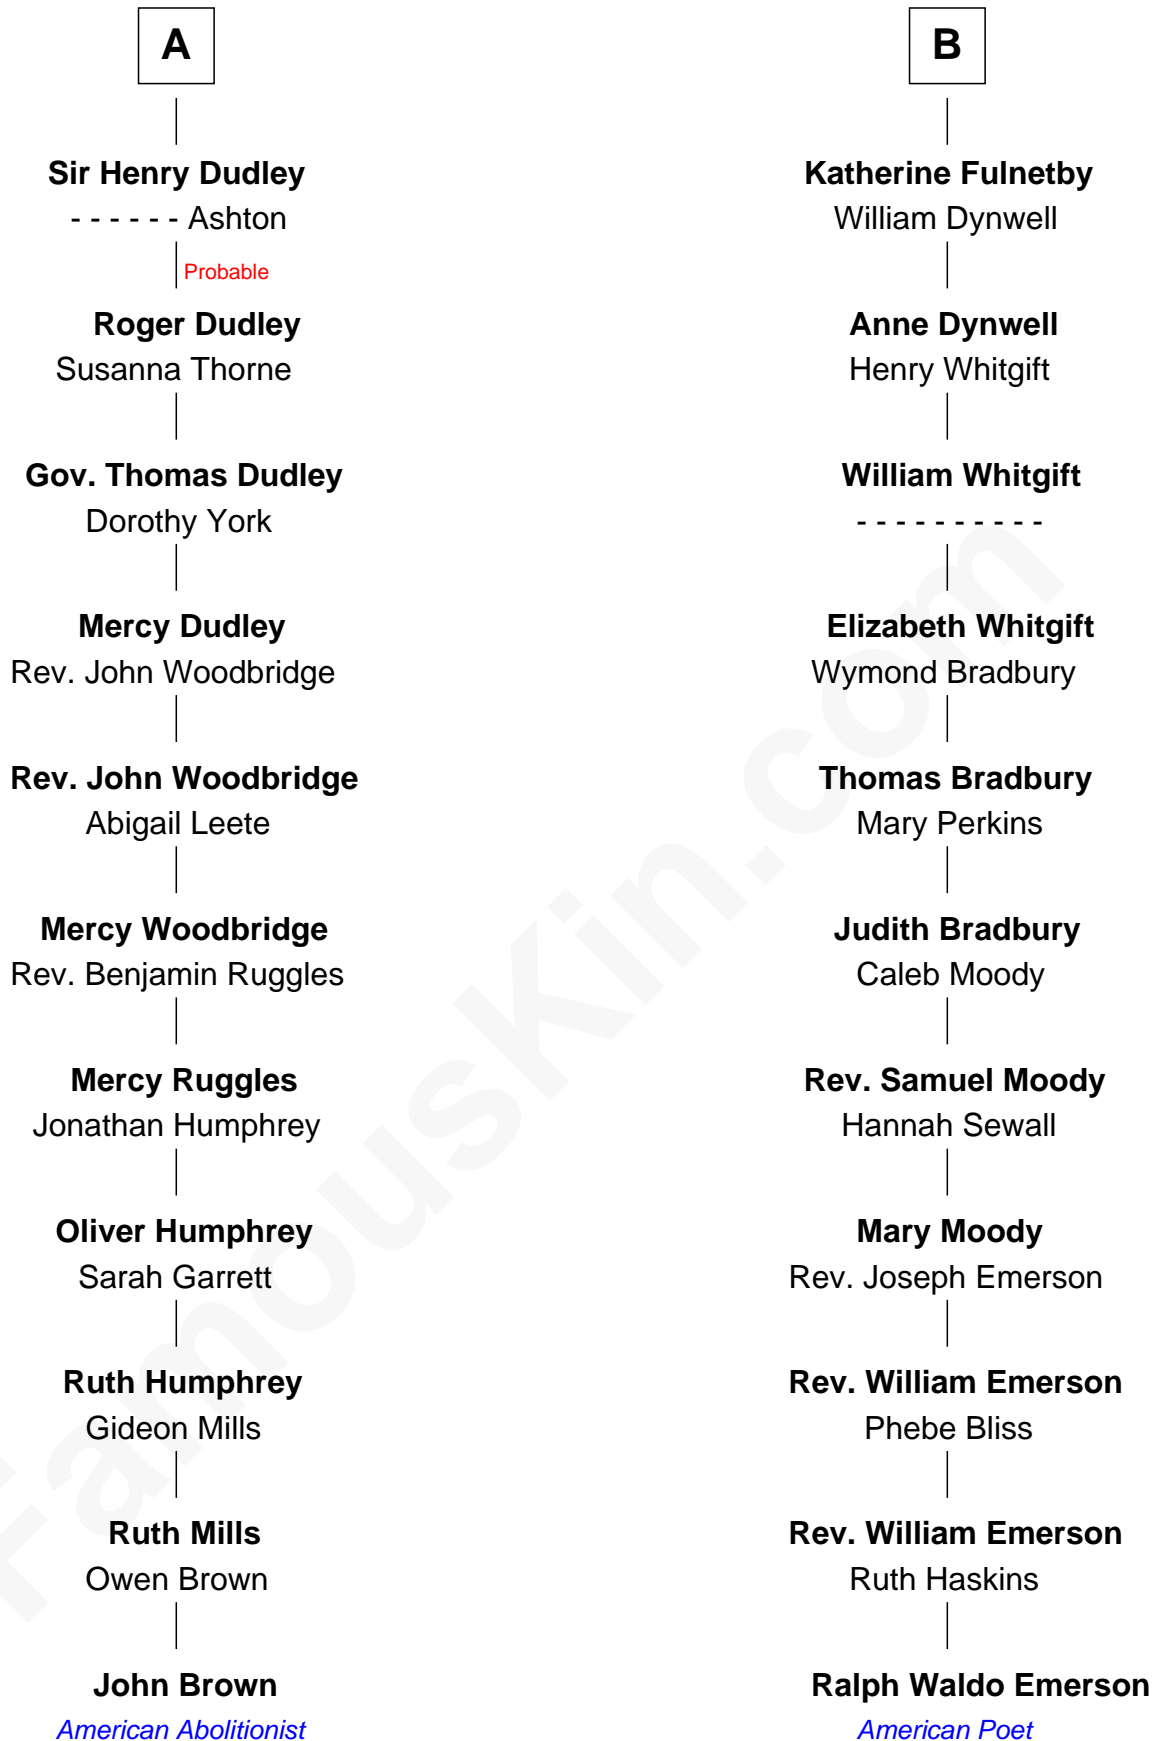 A
Sir Henry Dudley
- - - - - - Ashton
Probable
Roger Dudley
Susanna Thorne
Gov. Thomas Dudley
Dorothy York
Mercy Dudley
Rev. John Woodbridge
Rev. John Woodbridge
Abigail Leete
Mercy Woodbridge
Rev. Benjamin Ruggles
Mercy Ruggles
Jonathan Humphrey
Oliver Humphrey
Sarah Garrett
Ruth Humphrey
Gideon Mills
Ruth Mills
Owen Brown
John Brown
American Abolitionist
B
Katherine Fulnetby
William Dynwell
Anne Dynwell
Henry Whitgift
William Whitgift
- - - - - - - - - -
Elizabeth Whitgift
Wymond Bradbury
Thomas Bradbury
Mary Perkins
Judith Bradbury
Caleb Moody
Rev. Samuel Moody
Hannah Sewall
Mary Moody
Rev. Joseph Emerson
Rev. William Emerson
Phebe Bliss
Rev. William Emerson
Ruth Haskins
Ralph Waldo Emerson
American Poet
FamousKin.com